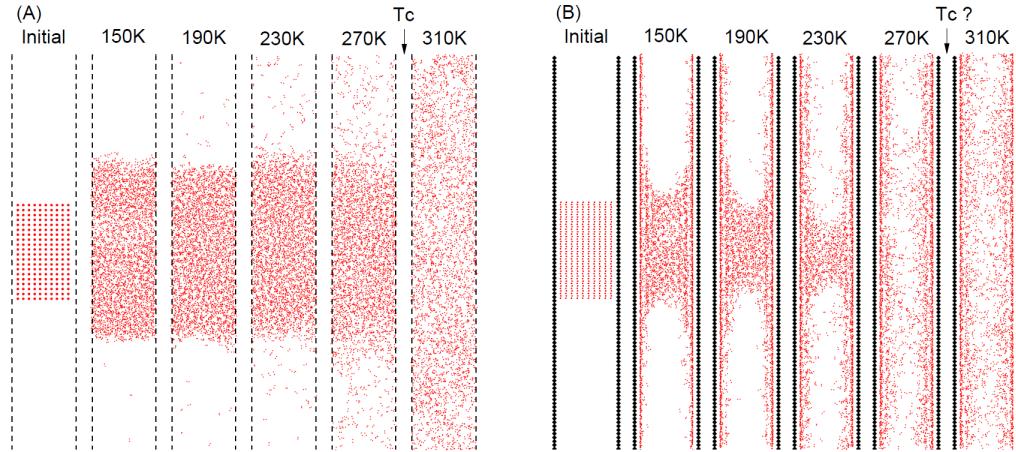 (A)
Tc
Initial 150K 190K 230K 270K 310K
(B)
Tc ?
Initial 150K 190K 230K 270K 310K